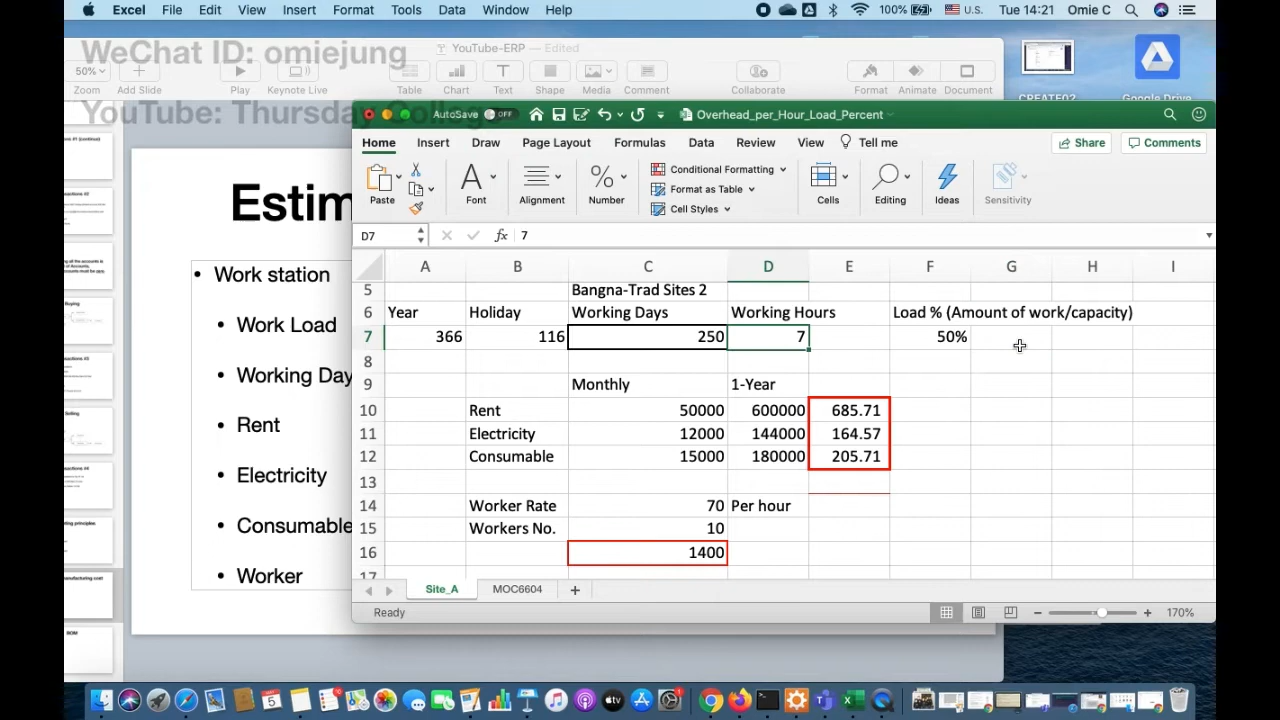 Excel File Edit View Insert Format Tools Data Window Help 100% U.S. Tue 14:21 Omie C
WeChat ID: omiejung
YouTube-ERP — Edited
50%
Zoom Add Slide Play Keynote Live Table Chart Text Shape Media Comment Collaborate Format Animate Document
YouTube: Thursda
AutoSave OFF Overhead_per_Hour_Load_Percent
Home Insert Draw Page Layout Formulas Data Review View Tell me Share Comments
Paste Font Alignment Number Conditional Formatting Format as Table Cell Styles Cells Editing Ideas Sensitivity
D7 fx 7
A B C D E F G H I
5 Bangna-Trad Sites 2
6 Year Holiday Working Days Working Hours Load % (Amount of work/capacity)
7 366 116 250 7 50%
8
9 Monthly 1-Year
10 Rent 50000 600000 685.71
11 Electricity 12000 144000 164.57
12 Consumable 15000 180000 205.71
13
14 Worker Rate 70 Per hour
15 Workers No. 10
16 1400
17
Site_A MOC6604
Ready 170%
Estim
• Work station
• Work Load
• Working Day
• Rent
• Electricity
• Consumable
• Worker
ROM